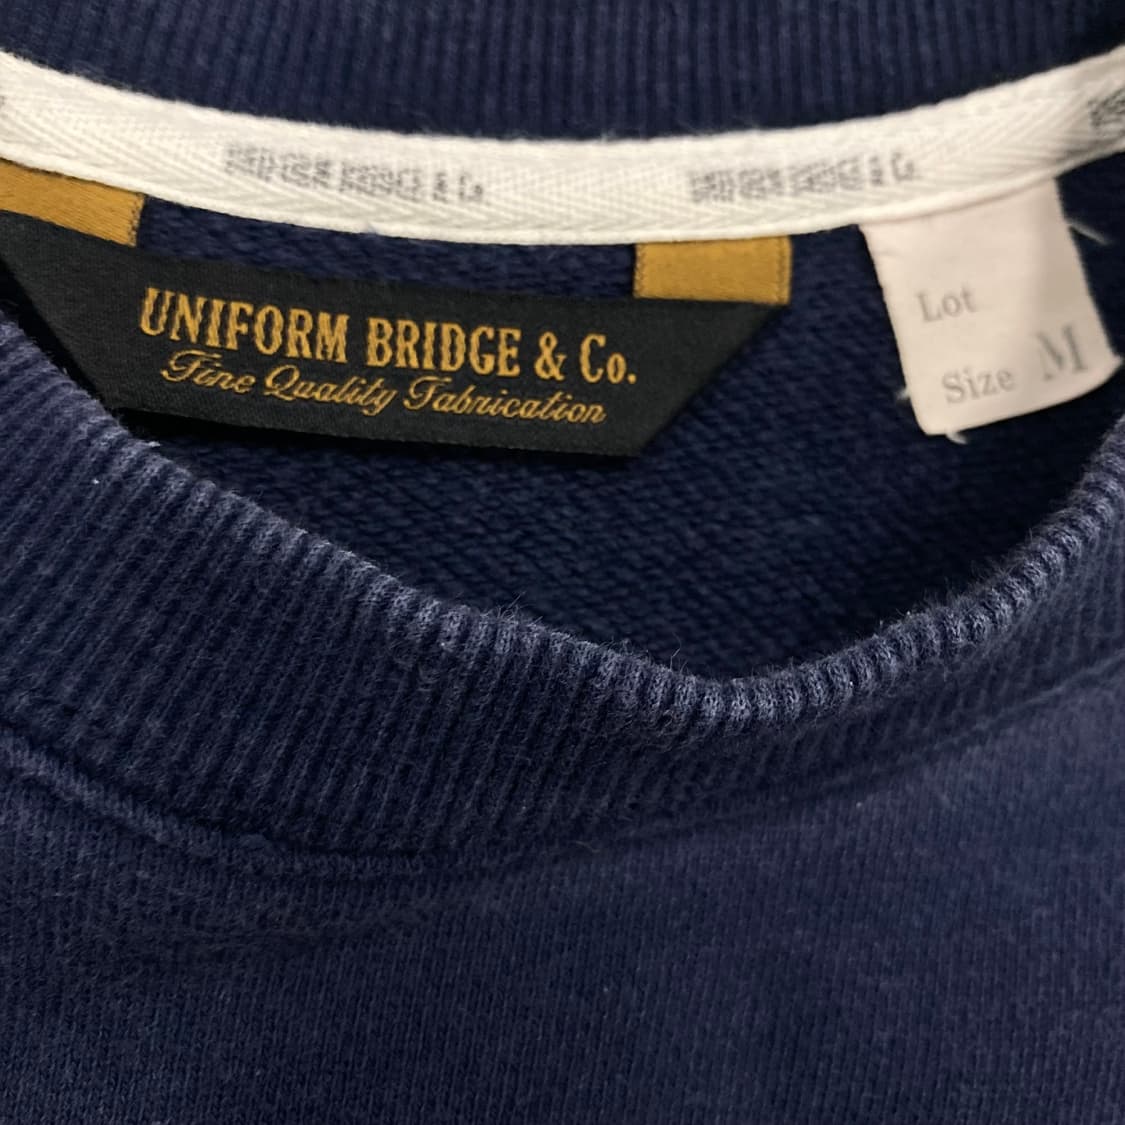 UNIFORM BRIDGE & Co.
UNIFORM BRIDGE & Co.
UNIFORM BRIDGE & Co.
Fine Quality Fabrication
Lot
Size M